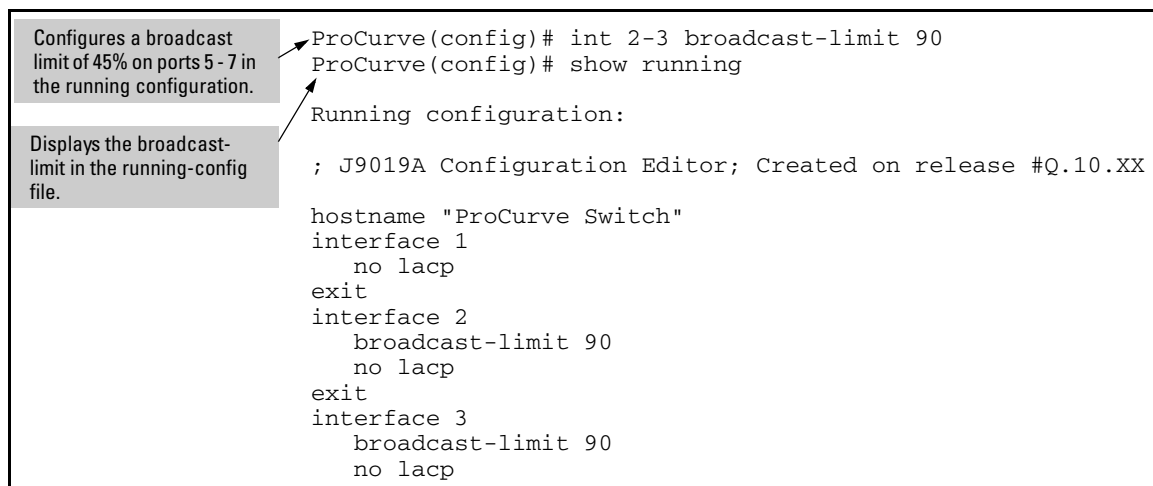 Configures a broadcast
limit of 45% on ports 5 - 7 in
the running configuration.
Displays the broadcast-
limit in the running-config
file.
ProCurve(config)# int 2-3 broadcast-limit 90
ProCurve(config)# show running
Running configuration:
; J9019A Configuration Editor; Created on release #Q.10.XX
hostname "ProCurve Switch"
interface 1
no lacp
exit
interface 2
broadcast-limit 90
no lacp
exit
interface 3
broadcast-limit 90
no lacp